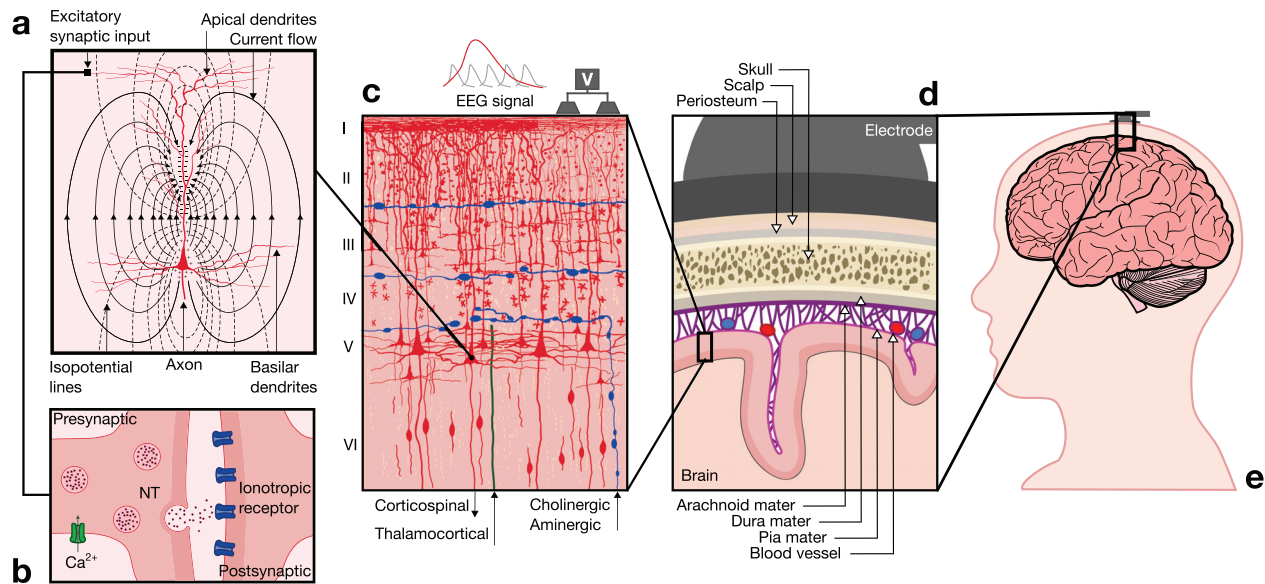 a
Excitatory
synaptic input
Apical dendrites
Current flow
Isopotential
lines
Axon
Basilar
dendrites
b
Presynaptic
NT
Ionotropic
receptor
Ca²⁺
Postsynaptic
c
EEG signal
V
I
II
III
IV
V
VI
Corticospinal
Thalamocortical
Cholinergic
Aminergic
d
Skull
Scalp
Periosteum
Electrode
Brain
Arachnoid mater
Dura mater
Pia mater
Blood vessel
e